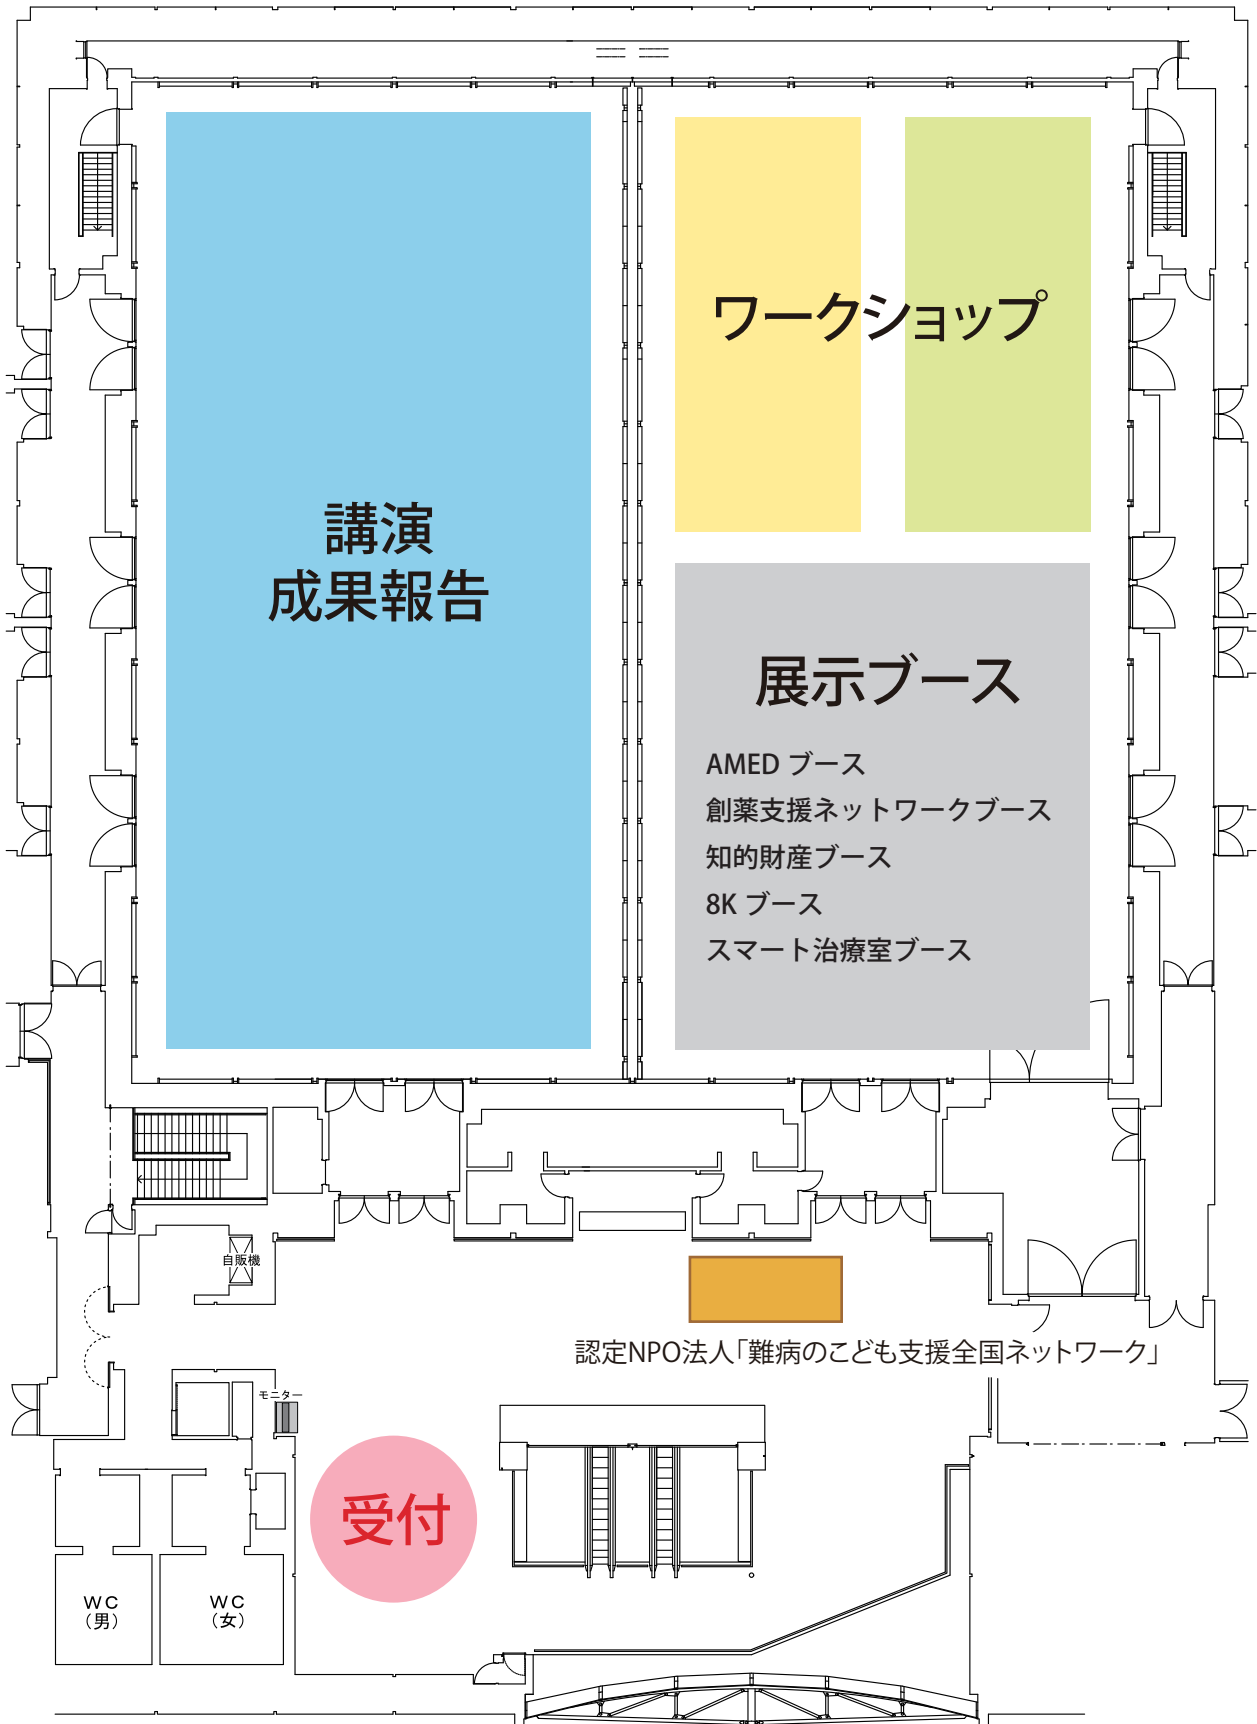 ワークショップ
講演
成果報告
展示ブース
AMED ブース
創薬支援ネットワークブース
知的財産ブース
8K ブース
スマート治療室ブース
自販機
認定NPO法人「難病のこども支援全国ネットワーク」
モニター
受付
WC
(男)
WC
(女)